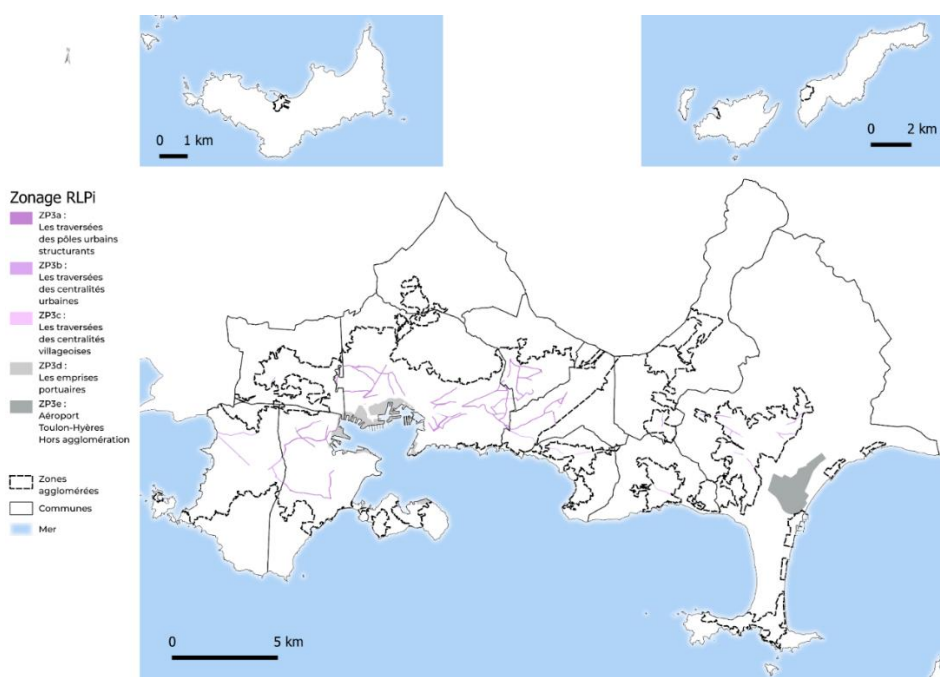 0 1 km
0 2 km
Zonage RLPi
ZP3a :
Les traversées
des pôles urbains
structurants
ZP3b :
Les traversées
des centralités
urbaines
ZP3c :
Les traversées
des centralités
villageoises
ZP3d :
Les emprises
portuaires
ZP3e :
Aéroport
Toulon-Hyères
Hors agglomération
Zones
agglomérées
Communes
Mer
0 5 km